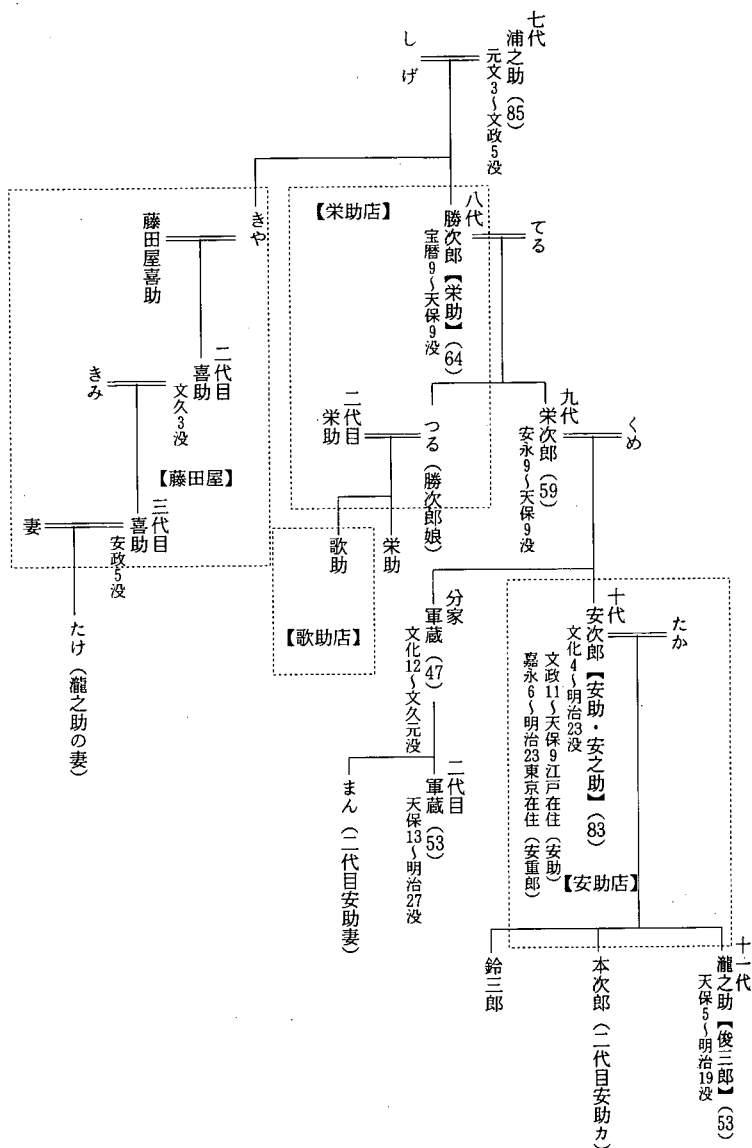 七代
浦之助(85)
元文3〜文政5没
しげ
八代
勝次郎【栄助】(64)
宝暦9〜天保9没
てる
【栄助店】
きや
藤田屋喜助
二代目
喜助
文久3没
きみ
【藤田屋】
三代目
喜助
安政5没
妻
たけ(瀧之助の妻)
九代
栄次郎(59)
安永9〜天保9没
くめ
つる(勝次郎娘)
二代目
栄助
栄助
歌助
【歌助店】
十代
安次郎【安助・安之助】(83)
文化4〜明治23没
文政11〜天保9江戸在住(安助)
嘉永6〜明治23東京在住(安重郎)
たか
【安助店】
分家
軍蔵(47)
文化12〜文久元没
二代目
軍蔵(53)
天保13〜明治27没
まん(二代目安助妻)
十一代
瀧之助【俊三郎】(53)
天保5〜明治19没
本次郎(二代目安助カ)
鈴三郎